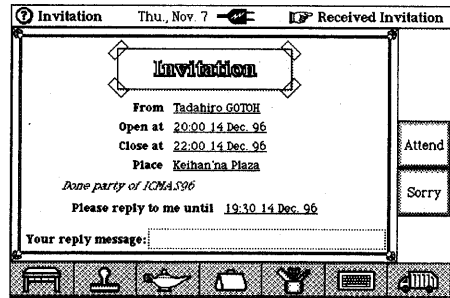 ? Invitation Thu., Nov. 7 Received Invitation
Invitation
From Tadahiro GOTOH
Open at 20:00 14 Dec. 96
Close at 22:00 14 Dec. 96
Place Keihan'na Plaza
Done party of ICMAS96
Please reply to me until 19:30 14 Dec. 96
Your reply message:
Attend
Sorry